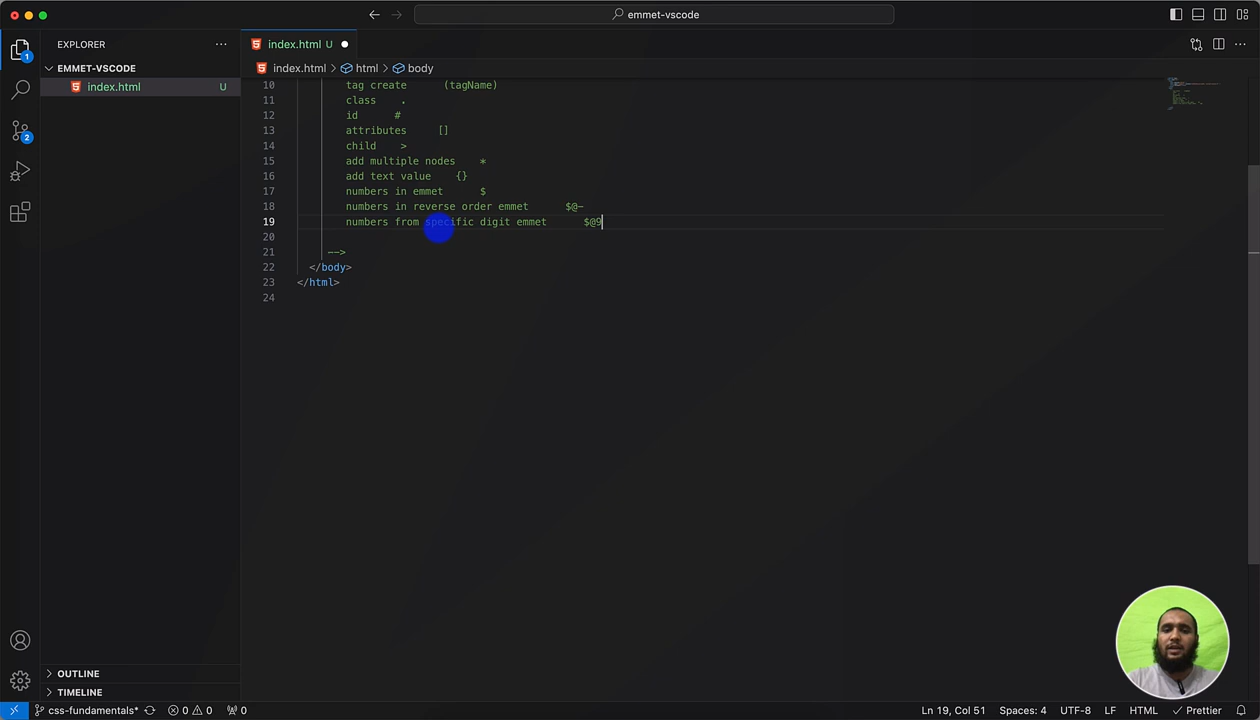 emmet-vscode
EXPLORER
index.html U
EMMET-VSCODE
index.html U
index.html > html > body
10 tag create (tagName)
11 class .
12 id #
13 attributes []
14 child >
15 add multiple nodes *
16 add text value {}
17 numbers in emmet $
18 numbers in reverse order emmet $@-
19 numbers from specific digit emmet $@9
20
21 -->
22 </body>
23 </html>
24
1
2
OUTLINE
TIMELINE
css-fundamentals* 0 0 0
Ln 19, Col 51 Spaces: 4 UTF-8 LF HTML Prettier